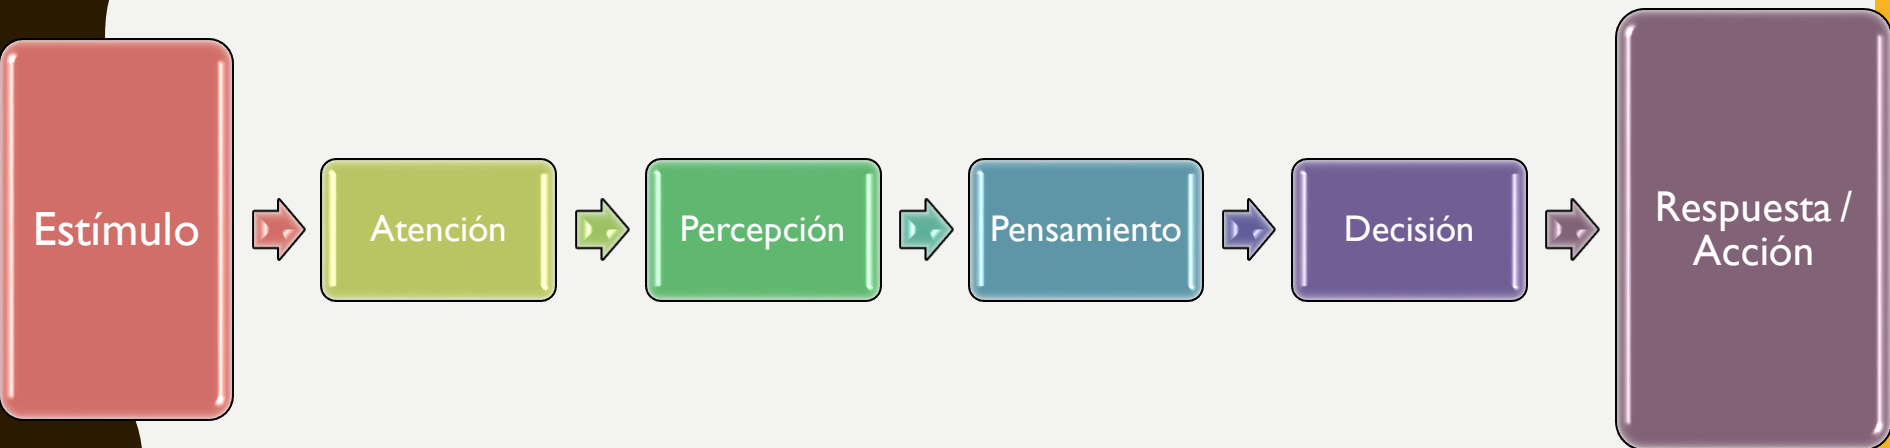 Estímulo
Atención
Percepción
Pensamiento
Decisión
Respuesta /
Acción